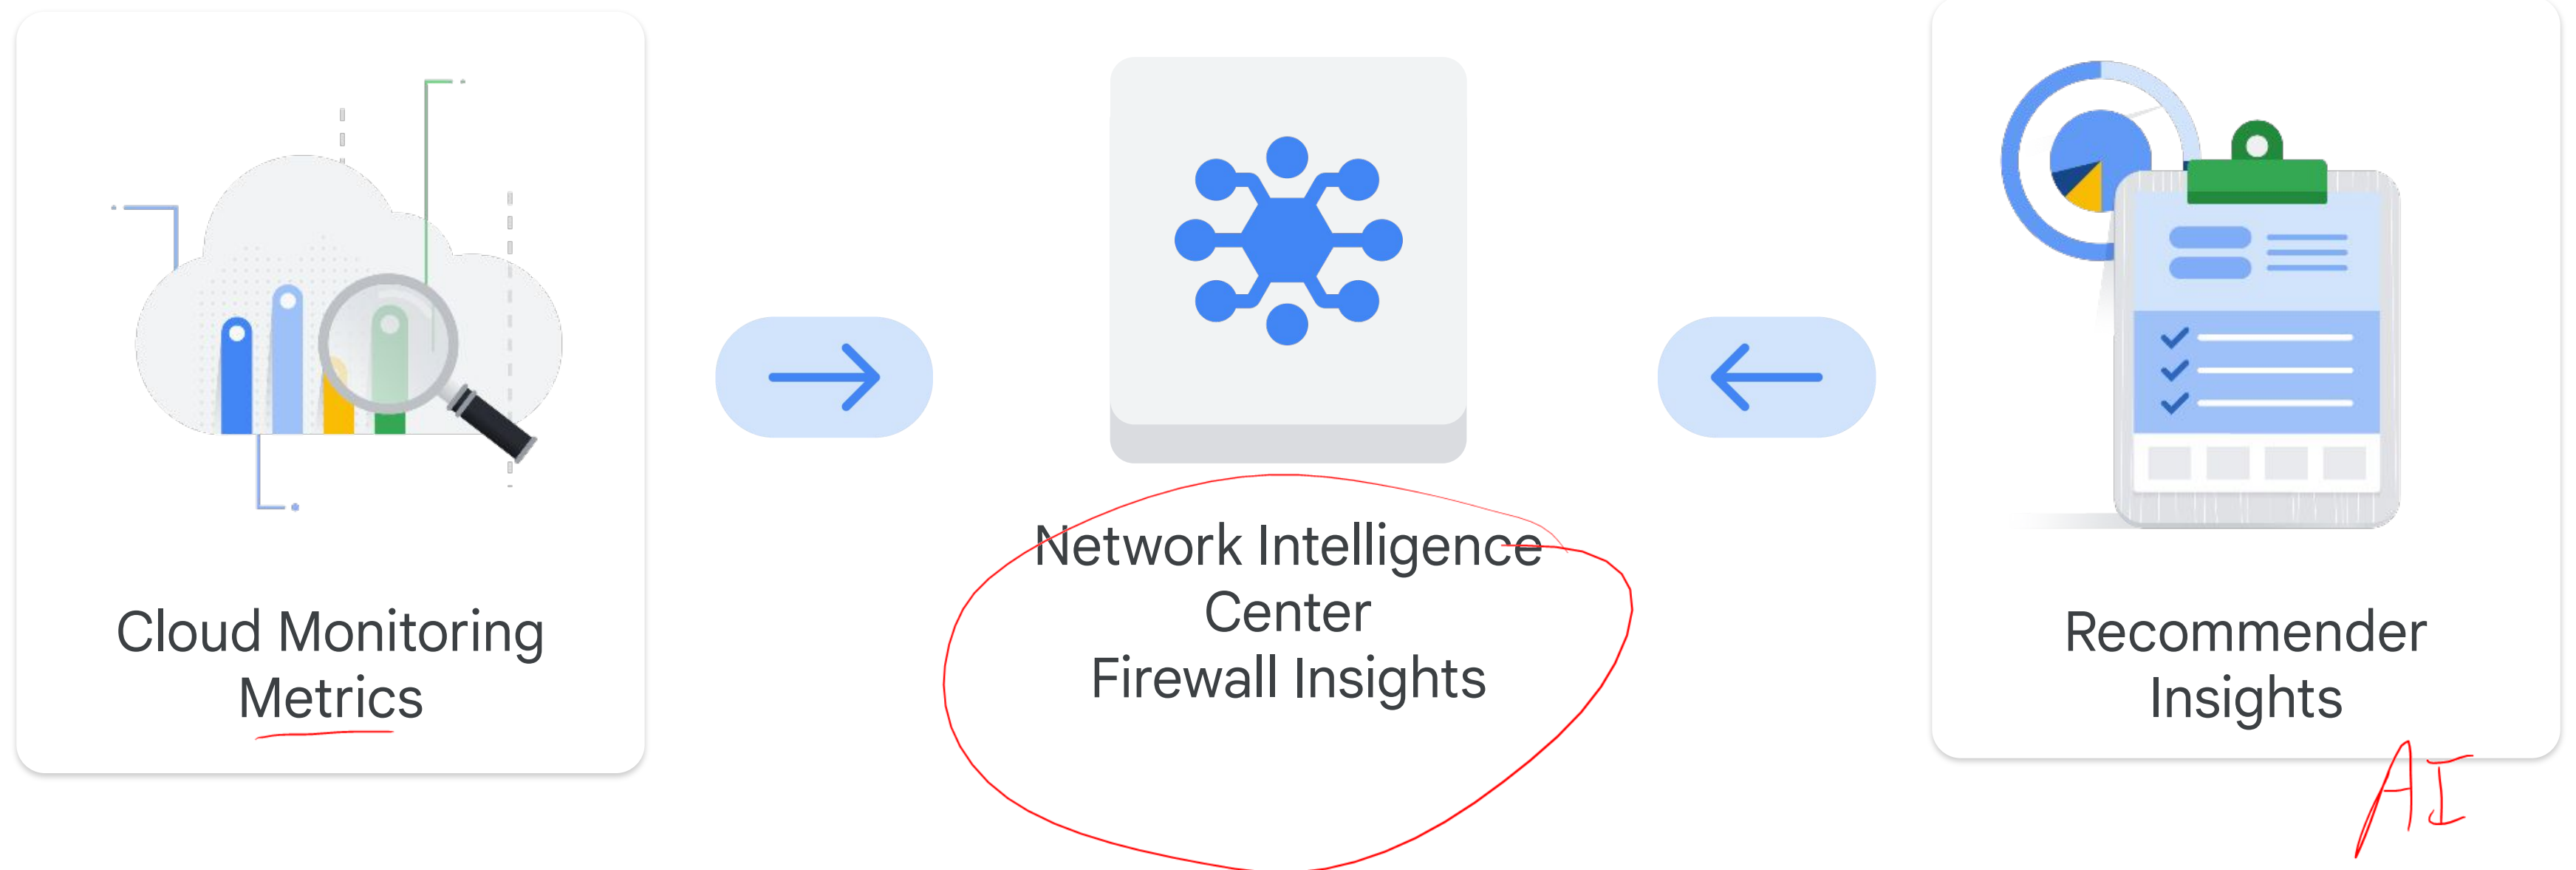 Cloud Monitoring
Metrics
Network Intelligence
Center
Firewall Insights
Recommender
Insights
AI